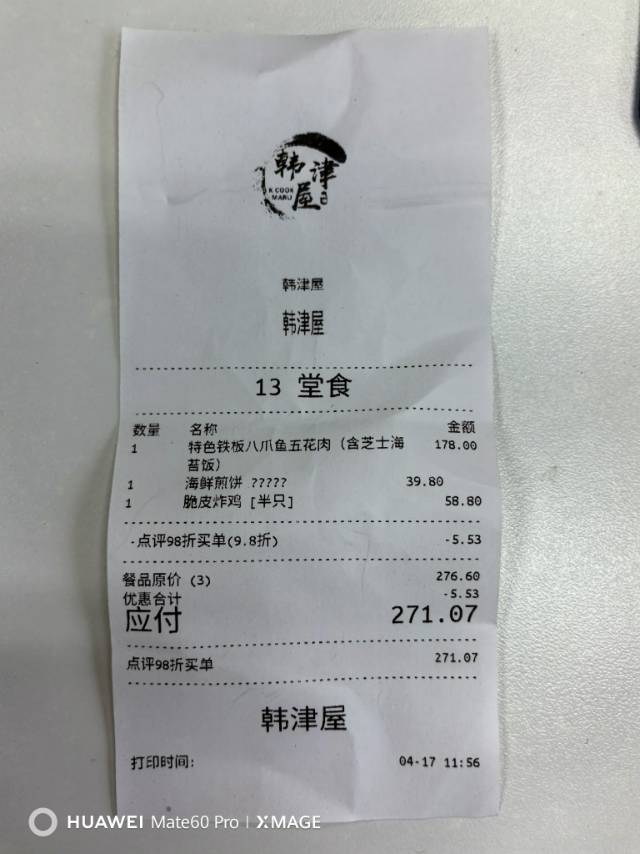 韩津屋
K COOK
MARU
韩津屋
韩津屋
13 堂食
数量 名称 金额
1 特色铁板八爪鱼五花肉（含芝士海 178.00
苔饭）
1 海鲜煎饼 ????? 39.80
1 脆皮炸鸡 [半只] 58.80
-点评98折买单(9.8折) -5.53
餐品原价 (3) 276.60
优惠合计 -5.53
应付 271.07
点评98折买单 271.07
韩津屋
打印时间: 04-17 11:56
HUAWEI Mate60 Pro | XMAGE